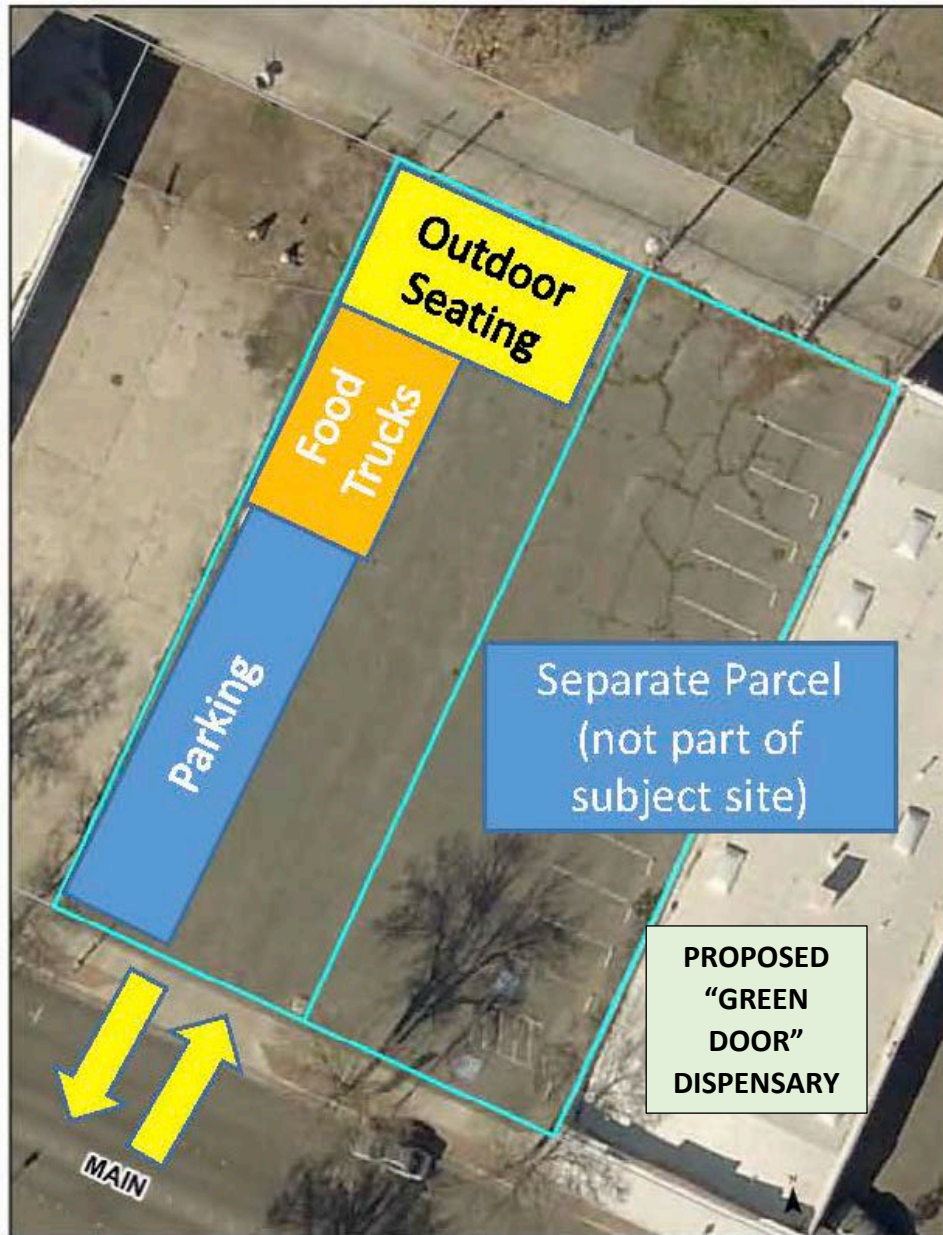 Outdoor
Seating
Food
Trucks
Parking
Separate Parcel
(not part of
subject site)
PROPOSED
“GREEN
DOOR”
DISPENSARY
MAIN